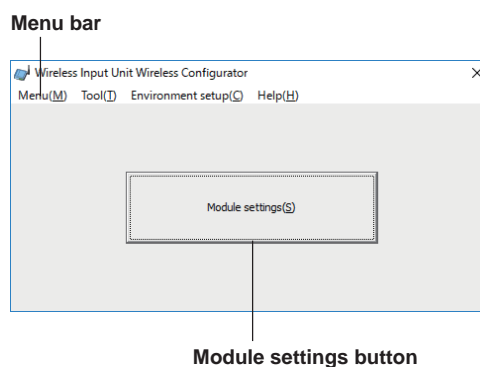 Menu bar
Wireless Input Unit Wireless Configurator
Menu(M) Tool(T) Environment setup(C) Help(H)
Module settings(S)
Module settings button